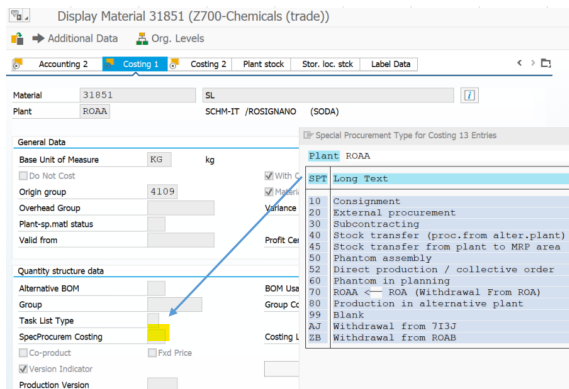 Display Material 31851 (Z700-Chemicals (trade))
Additional Data Org. Levels
Accounting 2 Costing 1 Costing 2 Plant stock Stor. loc. stck Label Data
Material 31851 SL
Plant ROAA SCHM-IT /ROSIGNANO (SODA)
General Data
Base Unit of Measure KG kg
Do Not Cost With
Origin group 4109
Overhead Group Variance
Plant-sp.matl status
Valid from Profit Cen
Quantity structure data
Alternative BOM BOM Usa
Group Group Co
Task List Type
SpecProcurem Costing Costing L
Co-product Fxd Price
Version Indicator
Production Version
Special Procurement Type for Costing 13 Entries
Plant ROAA
SPT Long Text
10 Consignment
20 External procurement
30 Subcontracting
40 Stock transfer (proc.from alter.plant)
45 Stock transfer from plant to MRP area
50 Phantom assembly
52 Direct production / collective order
60 Phantom in planning
70 ROAA <— ROA (Withdrawal From ROA)
80 Production in alternative plant
99 Blank
AJ Withdrawal from 7I3J
ZB Withdrawal from ROAB